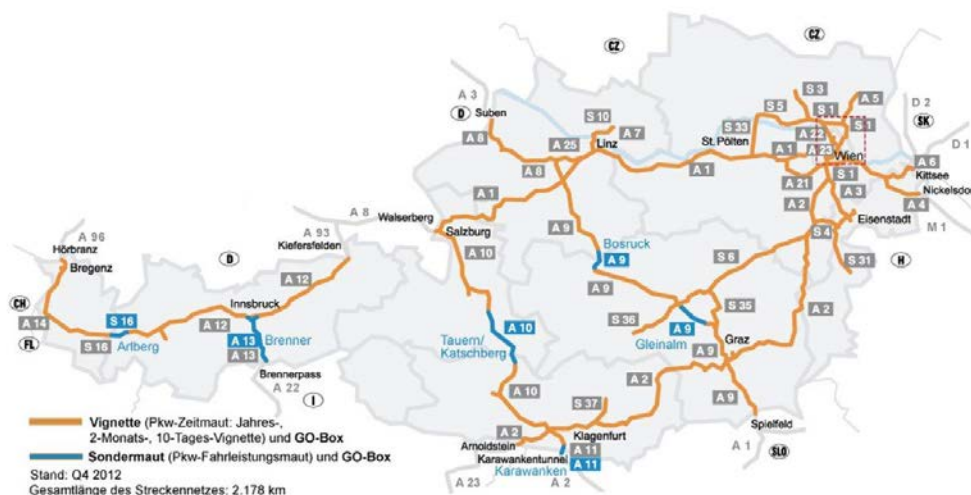 CZ
CZ
A 3
D
Suben
S 10
A 7
S 3
S 5
S 1
A 5
S 33
S 1
D 2
SK
A 8
A 25
Linz
St. Pölten
A 22
A 23
A 1
Wien
D 1
A 8
A 1
A 6
Kittsee
A 1
A 21
S 1
A 3
Nickelsdo
A 2
A 4
Eisenstadt
M 1
A 8
Walserberg
Salzburg
A 9
S 4
A 96
Hörbranz
A 93
Kiefersfelden
Bosruck
A 9
S 6
S 31
H
Bregenz
D
A 10
A 12
A 9
CH
Innsbruck
S 35
A 2
A 14
S 16
A 12
A 13
Brenner
A 10
S 36
A 9
FL
S 16
Arlberg
A 13
Tauern/
Katschberg
Gleinalm
A 9
Graz
Brennerpass
A 22
I
A 10
A 2
A 9
S 37
Spielfeld
A 2
Klagenfurt
Arnoldstein
A 11
A 1
SLO
Karawankentunnel
Karawanken
A 11
A 23
A 2
Vignette (Pkw-Zeitmaut: Jahres-,
2-Monats-, 10-Tages-Vignette) und GO-Box
Sondermaut (Pkw-Fahrleistungsmaut) und GO-Box
Stand: Q4 2012
Gesamtlänge des Streckennetzes: 2.178 km